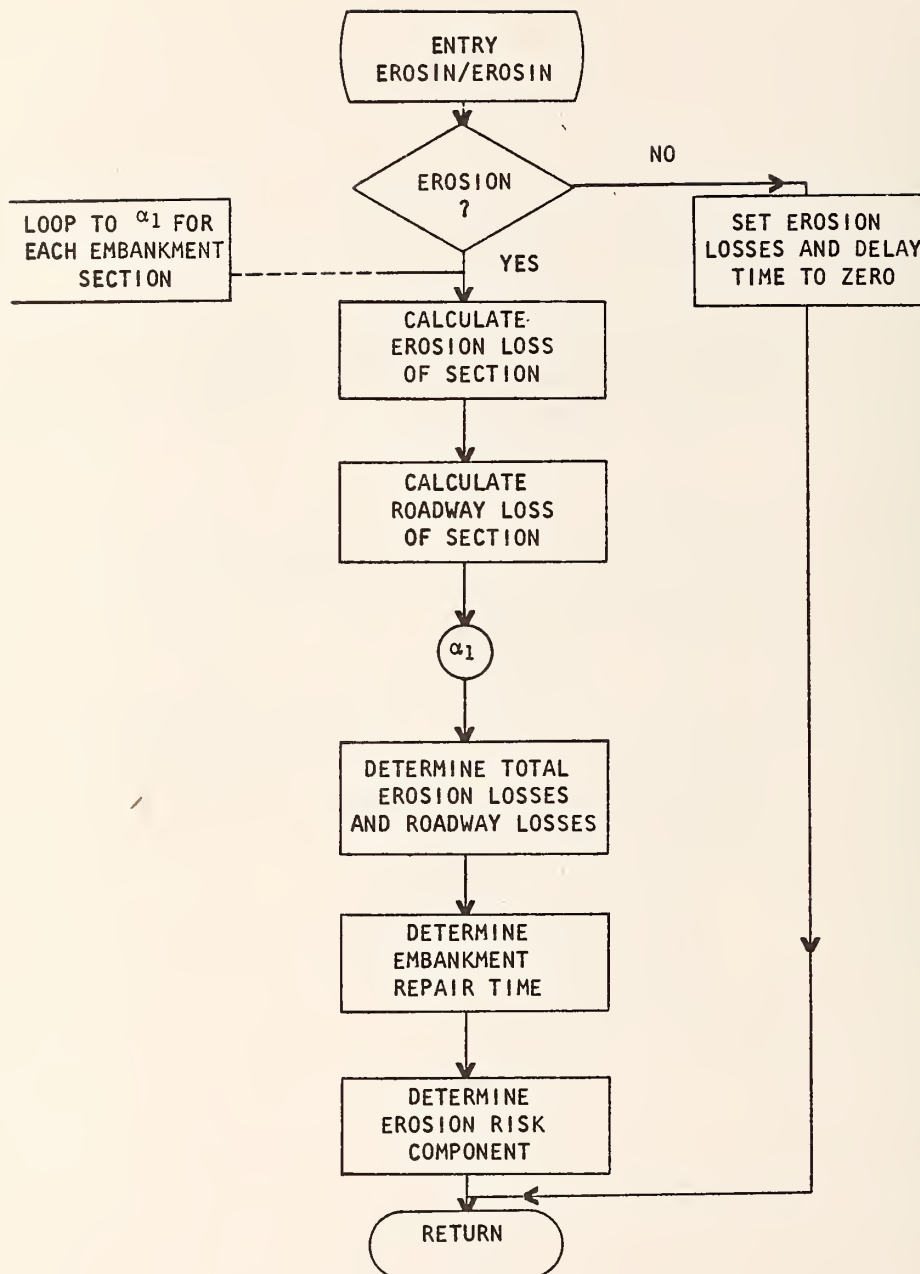 ENTRY
EROSIN/EROSIN
EROSION
?
NO
YES
LOOP TO α1 FOR
EACH EMBANKMENT
SECTION
SET EROSION
LOSSES AND DELAY
TIME TO ZERO
CALCULATE
EROSION LOSS
OF SECTION
CALCULATE
ROADWAY LOSS
OF SECTION
α1
DETERMINE TOTAL
EROSION LOSSES
AND ROADWAY LOSSES
DETERMINE
EMBANKMENT
REPAIR TIME
DETERMINE
EROSION RISK
COMPONENT
RETURN